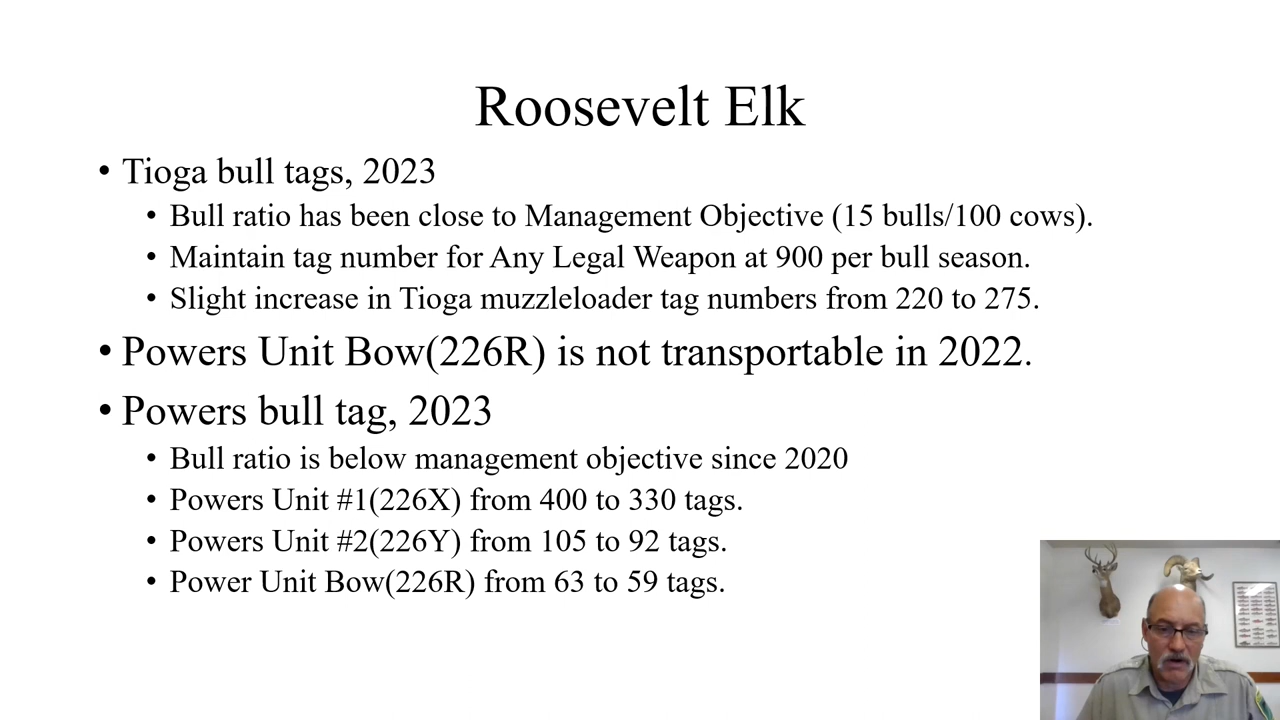 Roosevelt Elk
• Tioga bull tags, 2023
• Bull ratio has been close to Management Objective (15 bulls/100 cows).
• Maintain tag number for Any Legal Weapon at 900 per bull season.
• Slight increase in Tioga muzzleloader tag numbers from 220 to 275.
• Powers Unit Bow(226R) is not transportable in 2022.
• Powers bull tag, 2023
• Bull ratio is below management objective since 2020
• Powers Unit #1(226X) from 400 to 330 tags.
• Powers Unit #2(226Y) from 105 to 92 tags.
• Power Unit Bow(226R) from 63 to 59 tags.